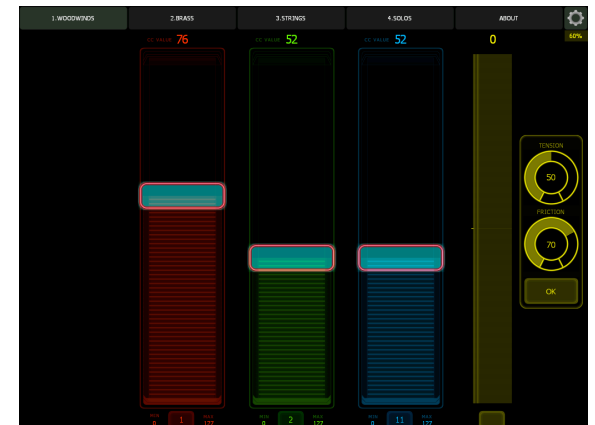 1.WOODWINDS 2.BRASS 3.STRINGS 4.SOLOS ABOUT
CC VALUE 76 CC VALUE 52 CC VALUE 52 0 60%
TENSION
50
FRICTION
70
OK
MIN 1 MAX MIN 2 MAX MIN 11 MAX
0 127 0 127 0 127